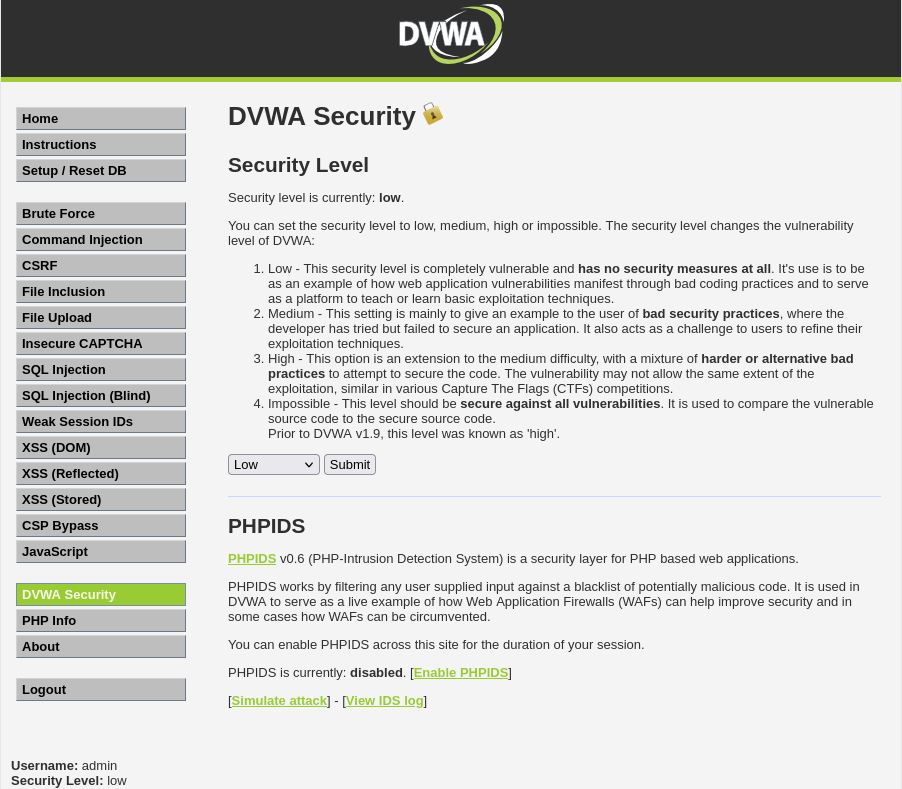 DVWA
Home
Instructions
Setup / Reset DB
Brute Force
Command Injection
CSRF
File Inclusion
File Upload
Insecure CAPTCHA
SQL Injection
SQL Injection (Blind)
Weak Session IDs
XSS (DOM)
XSS (Reflected)
XSS (Stored)
CSP Bypass
JavaScript
DVWA Security
PHP Info
About
Logout
DVWA Security
Security Level
Security level is currently: low.
You can set the security level to low, medium, high or impossible. The security level changes the vulnerability
level of DVWA:
1. Low - This security level is completely vulnerable and has no security measures at all. It's use is to be
as an example of how web application vulnerabilities manifest through bad coding practices and to serve
as a platform to teach or learn basic exploitation techniques.
2. Medium - This setting is mainly to give an example to the user of bad security practices, where the
developer has tried but failed to secure an application. It also acts as a challenge to users to refine their
exploitation techniques.
3. High - This option is an extension to the medium difficulty, with a mixture of harder or alternative bad
practices to attempt to secure the code. The vulnerability may not allow the same extent of the
exploitation, similar in various Capture The Flags (CTFs) competitions.
4. Impossible - This level should be secure against all vulnerabilities. It is used to compare the vulnerable
source code to the secure source code.
Prior to DVWA v1.9, this level was known as 'high'.
Low Submit
PHPIDS
PHPIDS v0.6 (PHP-Intrusion Detection System) is a security layer for PHP based web applications.
PHPIDS works by filtering any user supplied input against a blacklist of potentially malicious code. It is used in
DVWA to serve as a live example of how Web Application Firewalls (WAFs) can help improve security and in
some cases how WAFs can be circumvented.
You can enable PHPIDS across this site for the duration of your session.
PHPIDS is currently: disabled. [Enable PHPIDS]
[Simulate attack] - [View IDS log]
Username: admin
Security Level: low